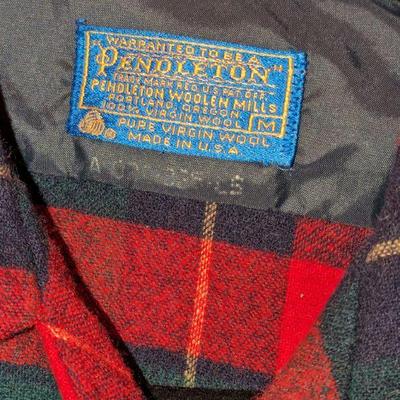 WARRANTED TO BE A
"PENDLETON"
TRADE MARK REG. U.S. PAT. OFF.
PENDLETON WOOLEN MILLS
PORTLAND, OREGON
100% VIRGIN WOOL M
PURE VIRGIN WOOL
MADE IN U.S.A.